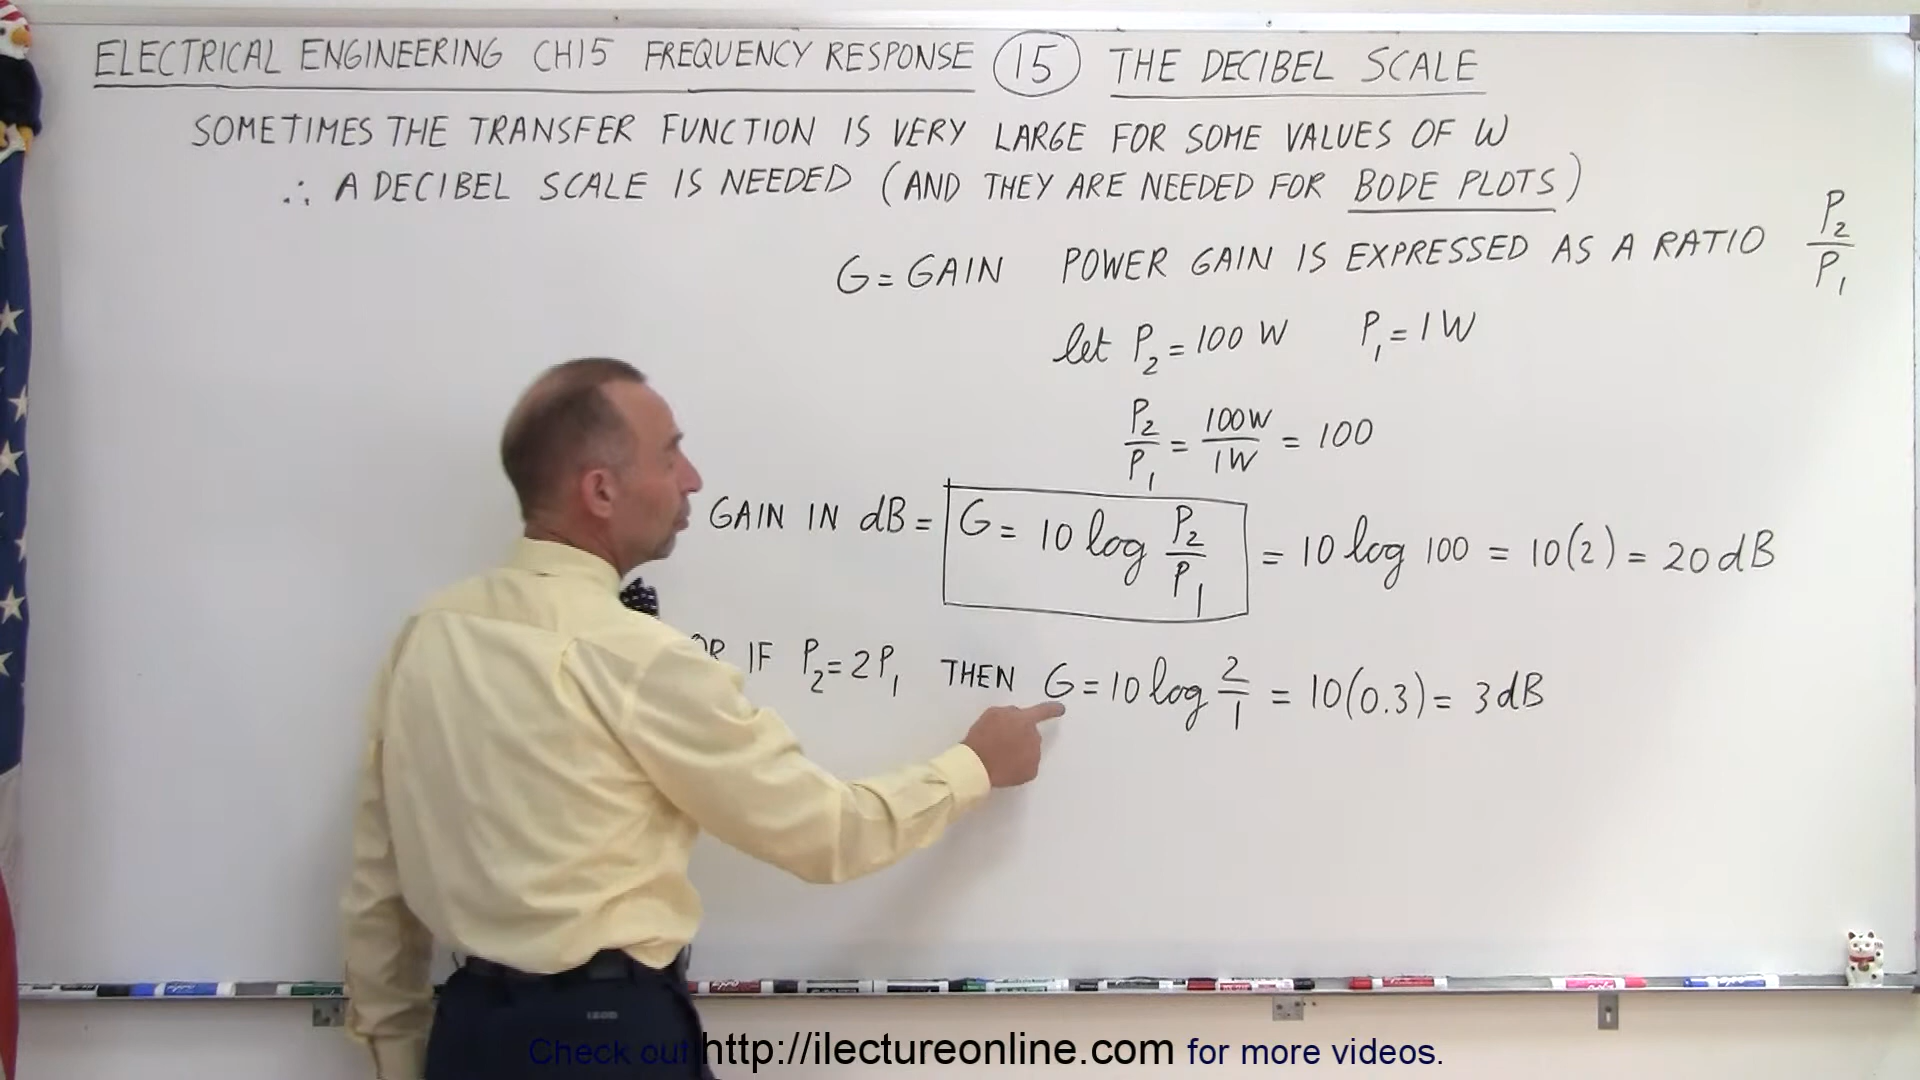 ELECTRICAL ENGINEERING CH15 FREQUENCY RESPONSE 15 THE DECIBEL SCALE
SOMETIMES THE TRANSFER FUNCTION IS VERY LARGE FOR SOME VALUES OF W
∴ A DECIBEL SCALE IS NEEDED (AND THEY ARE NEEDED FOR BODE PLOTS)
G = GAIN POWER GAIN IS EXPRESSED AS A RATIO P₂/P₁
let P₂ = 100 W P₁ = 1 W
P₂/P₁ = 100W/1W = 100
GAIN IN dB = G = 10 log P₂/P₁ = 10 log 100 = 10(2) = 20 dB
OR IF P₂ = 2P₁ THEN G = 10 log 2/1 = 10(0.3) = 3 dB
Check out http://ilectureonline.com for more videos.